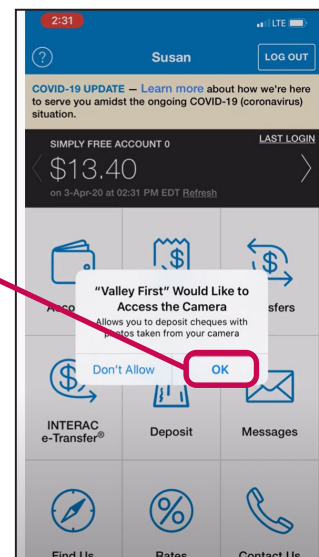 2:31
LTE
?
Susan
LOG OUT
COVID-19 UPDATE — Learn more about how we're here
to serve you amidst the ongoing COVID-19 (coronavirus)
situation.
SIMPLY FREE ACCOUNT 0
LAST LOGIN
$13.40
on 3-Apr-20 at 02:31 PM EDT Refresh
$
$
Acco
sfers
"Valley First" Would Like to
Access the Camera
Allows you to deposit cheques with
photos taken from your camera
Don't Allow
OK
$
INTERAC
e-Transfer®
Deposit
Messages
%
Find Us
Rates
Contact Us